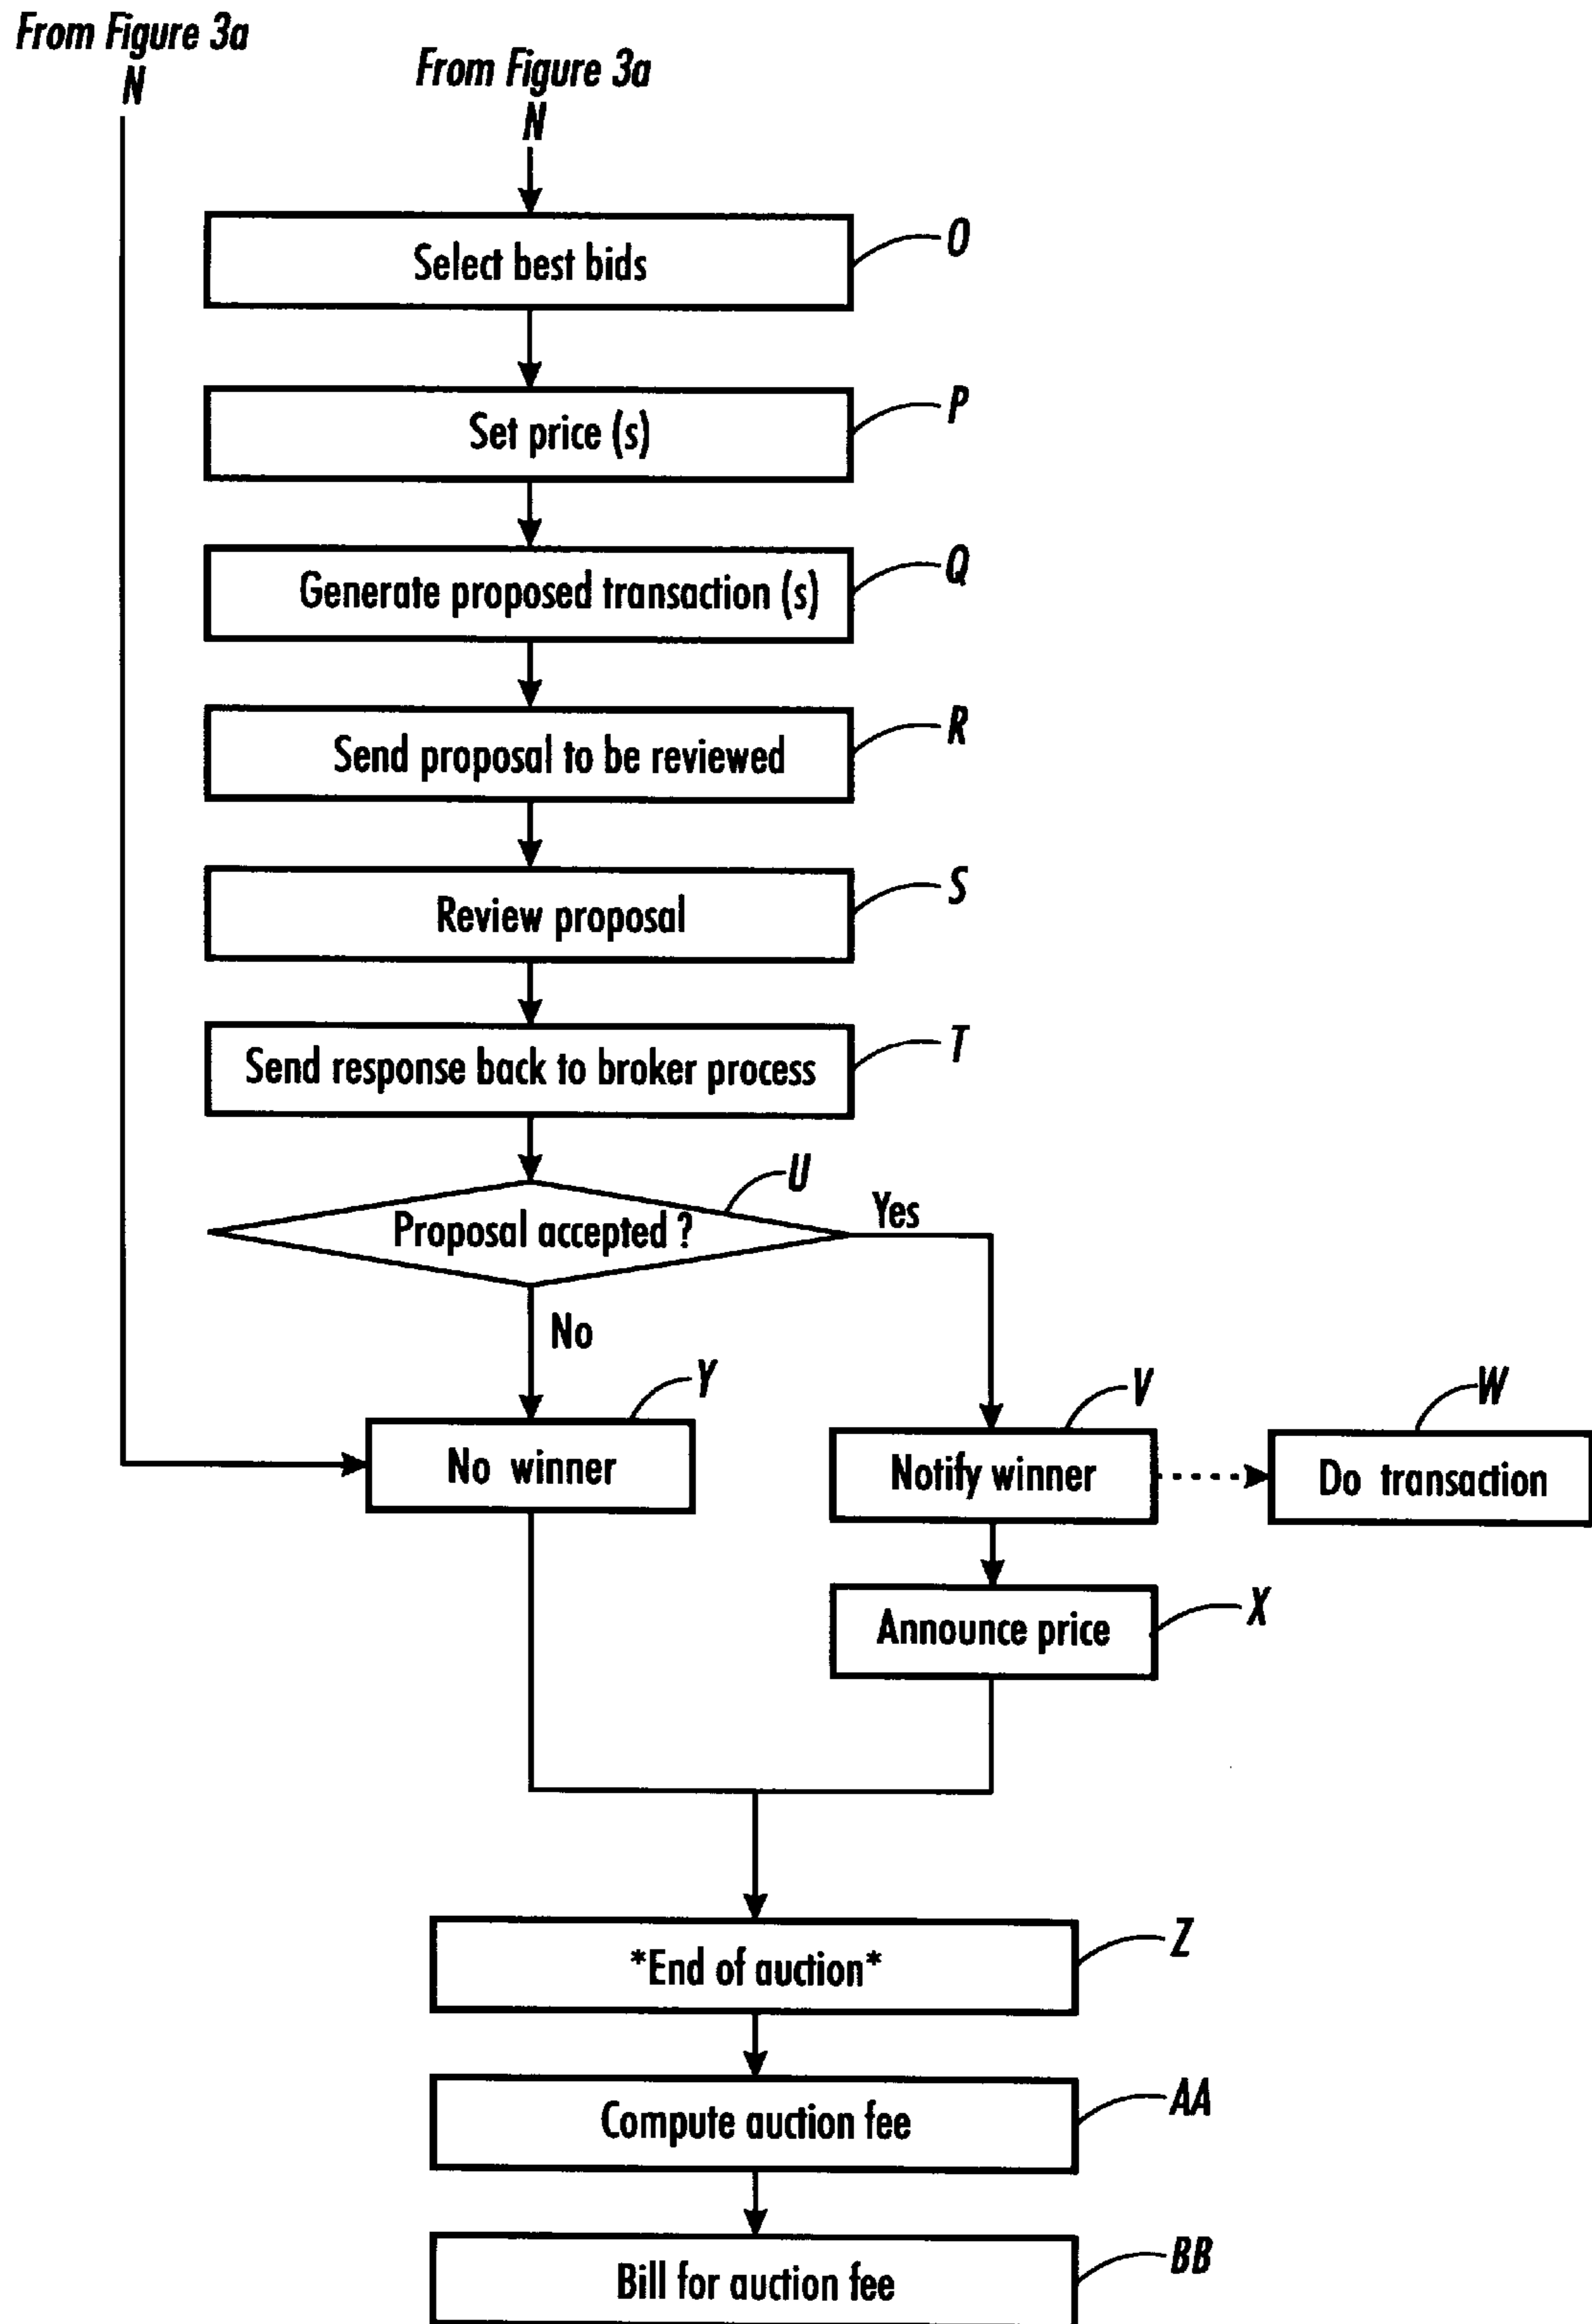 From Figure 3a
N
From Figure 3a
N
Select best bids
O
Set price (s)
P
Generate proposed transaction (s)
Q
Send proposal to be reviewed
R
Review proposal
S
Send response back to broker process
T
Proposal accepted ?
U
Yes
No
No winner
Y
Notify winner
V
Do transaction
W
Announce price
X
*End of auction*
Z
Compute auction fee
AA
Bill for auction fee
BB